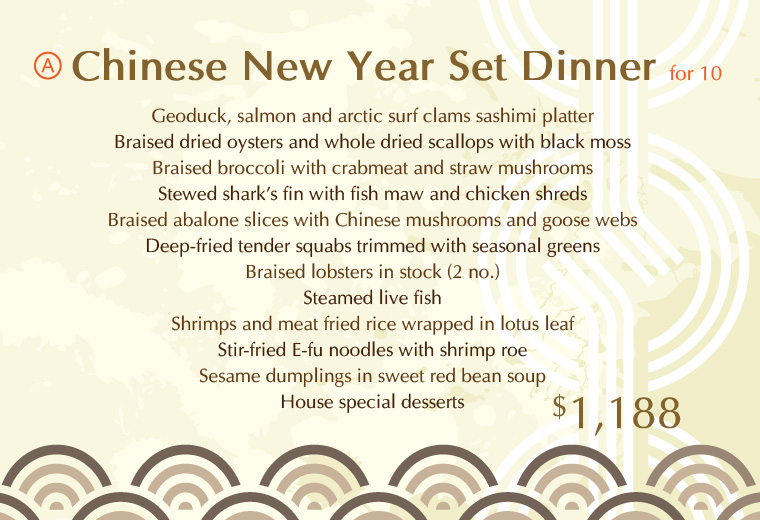 Ⓐ Chinese New Year Set Dinner for 10
Geoduck, salmon and arctic surf clams sashimi platter
Braised dried oysters and whole dried scallops with black moss
Braised broccoli with crabmeat and straw mushrooms
Stewed shark's fin with fish maw and chicken shreds
Braised abalone slices with Chinese mushrooms and goose webs
Deep-fried tender squabs trimmed with seasonal greens
Braised lobsters in stock (2 no.)
Steamed live fish
Shrimps and meat fried rice wrapped in lotus leaf
Stir-fried E-fu noodles with shrimp roe
Sesame dumplings in sweet red bean soup
House special desserts
$1,188